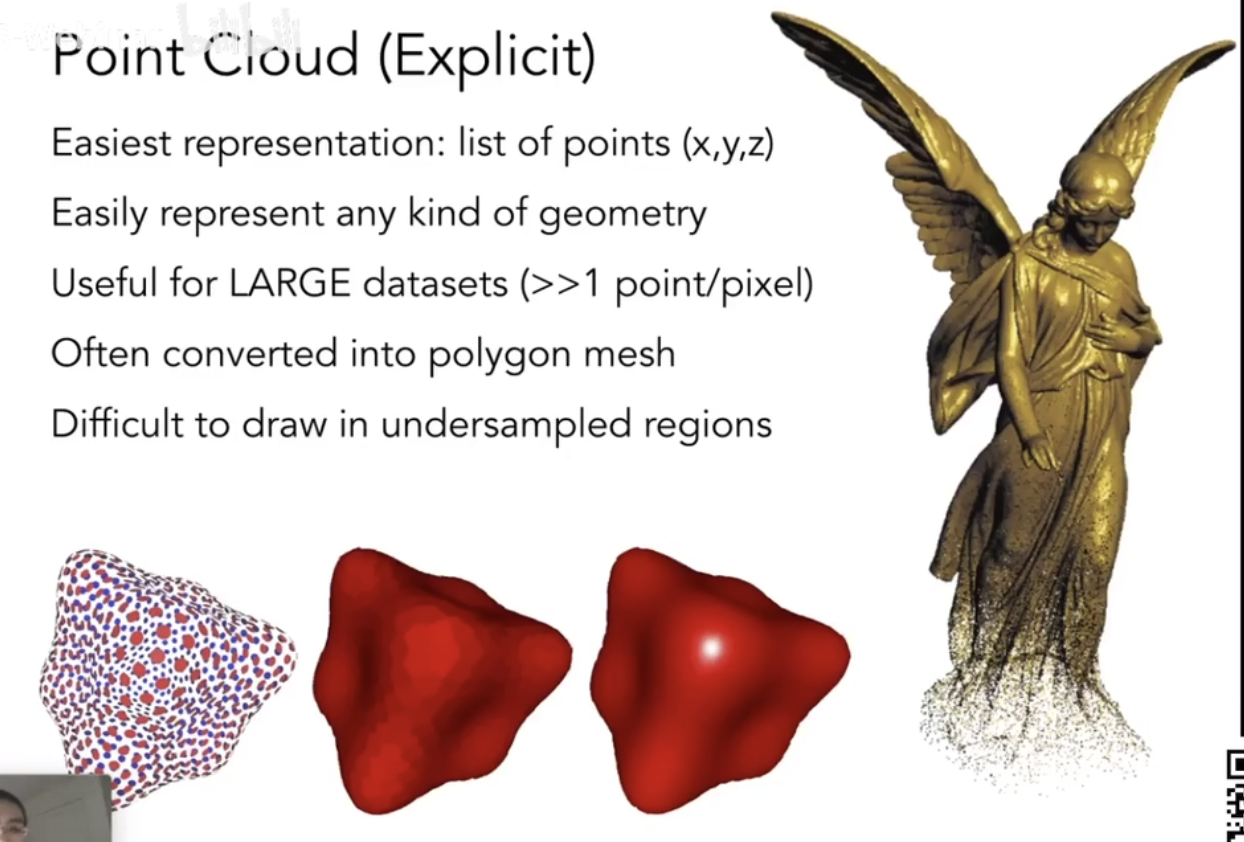 Point Cloud (Explicit)
Easiest representation: list of points (x,y,z)
Easily represent any kind of geometry
Useful for LARGE datasets (>>1 point/pixel)
Often converted into polygon mesh
Difficult to draw in undersampled regions